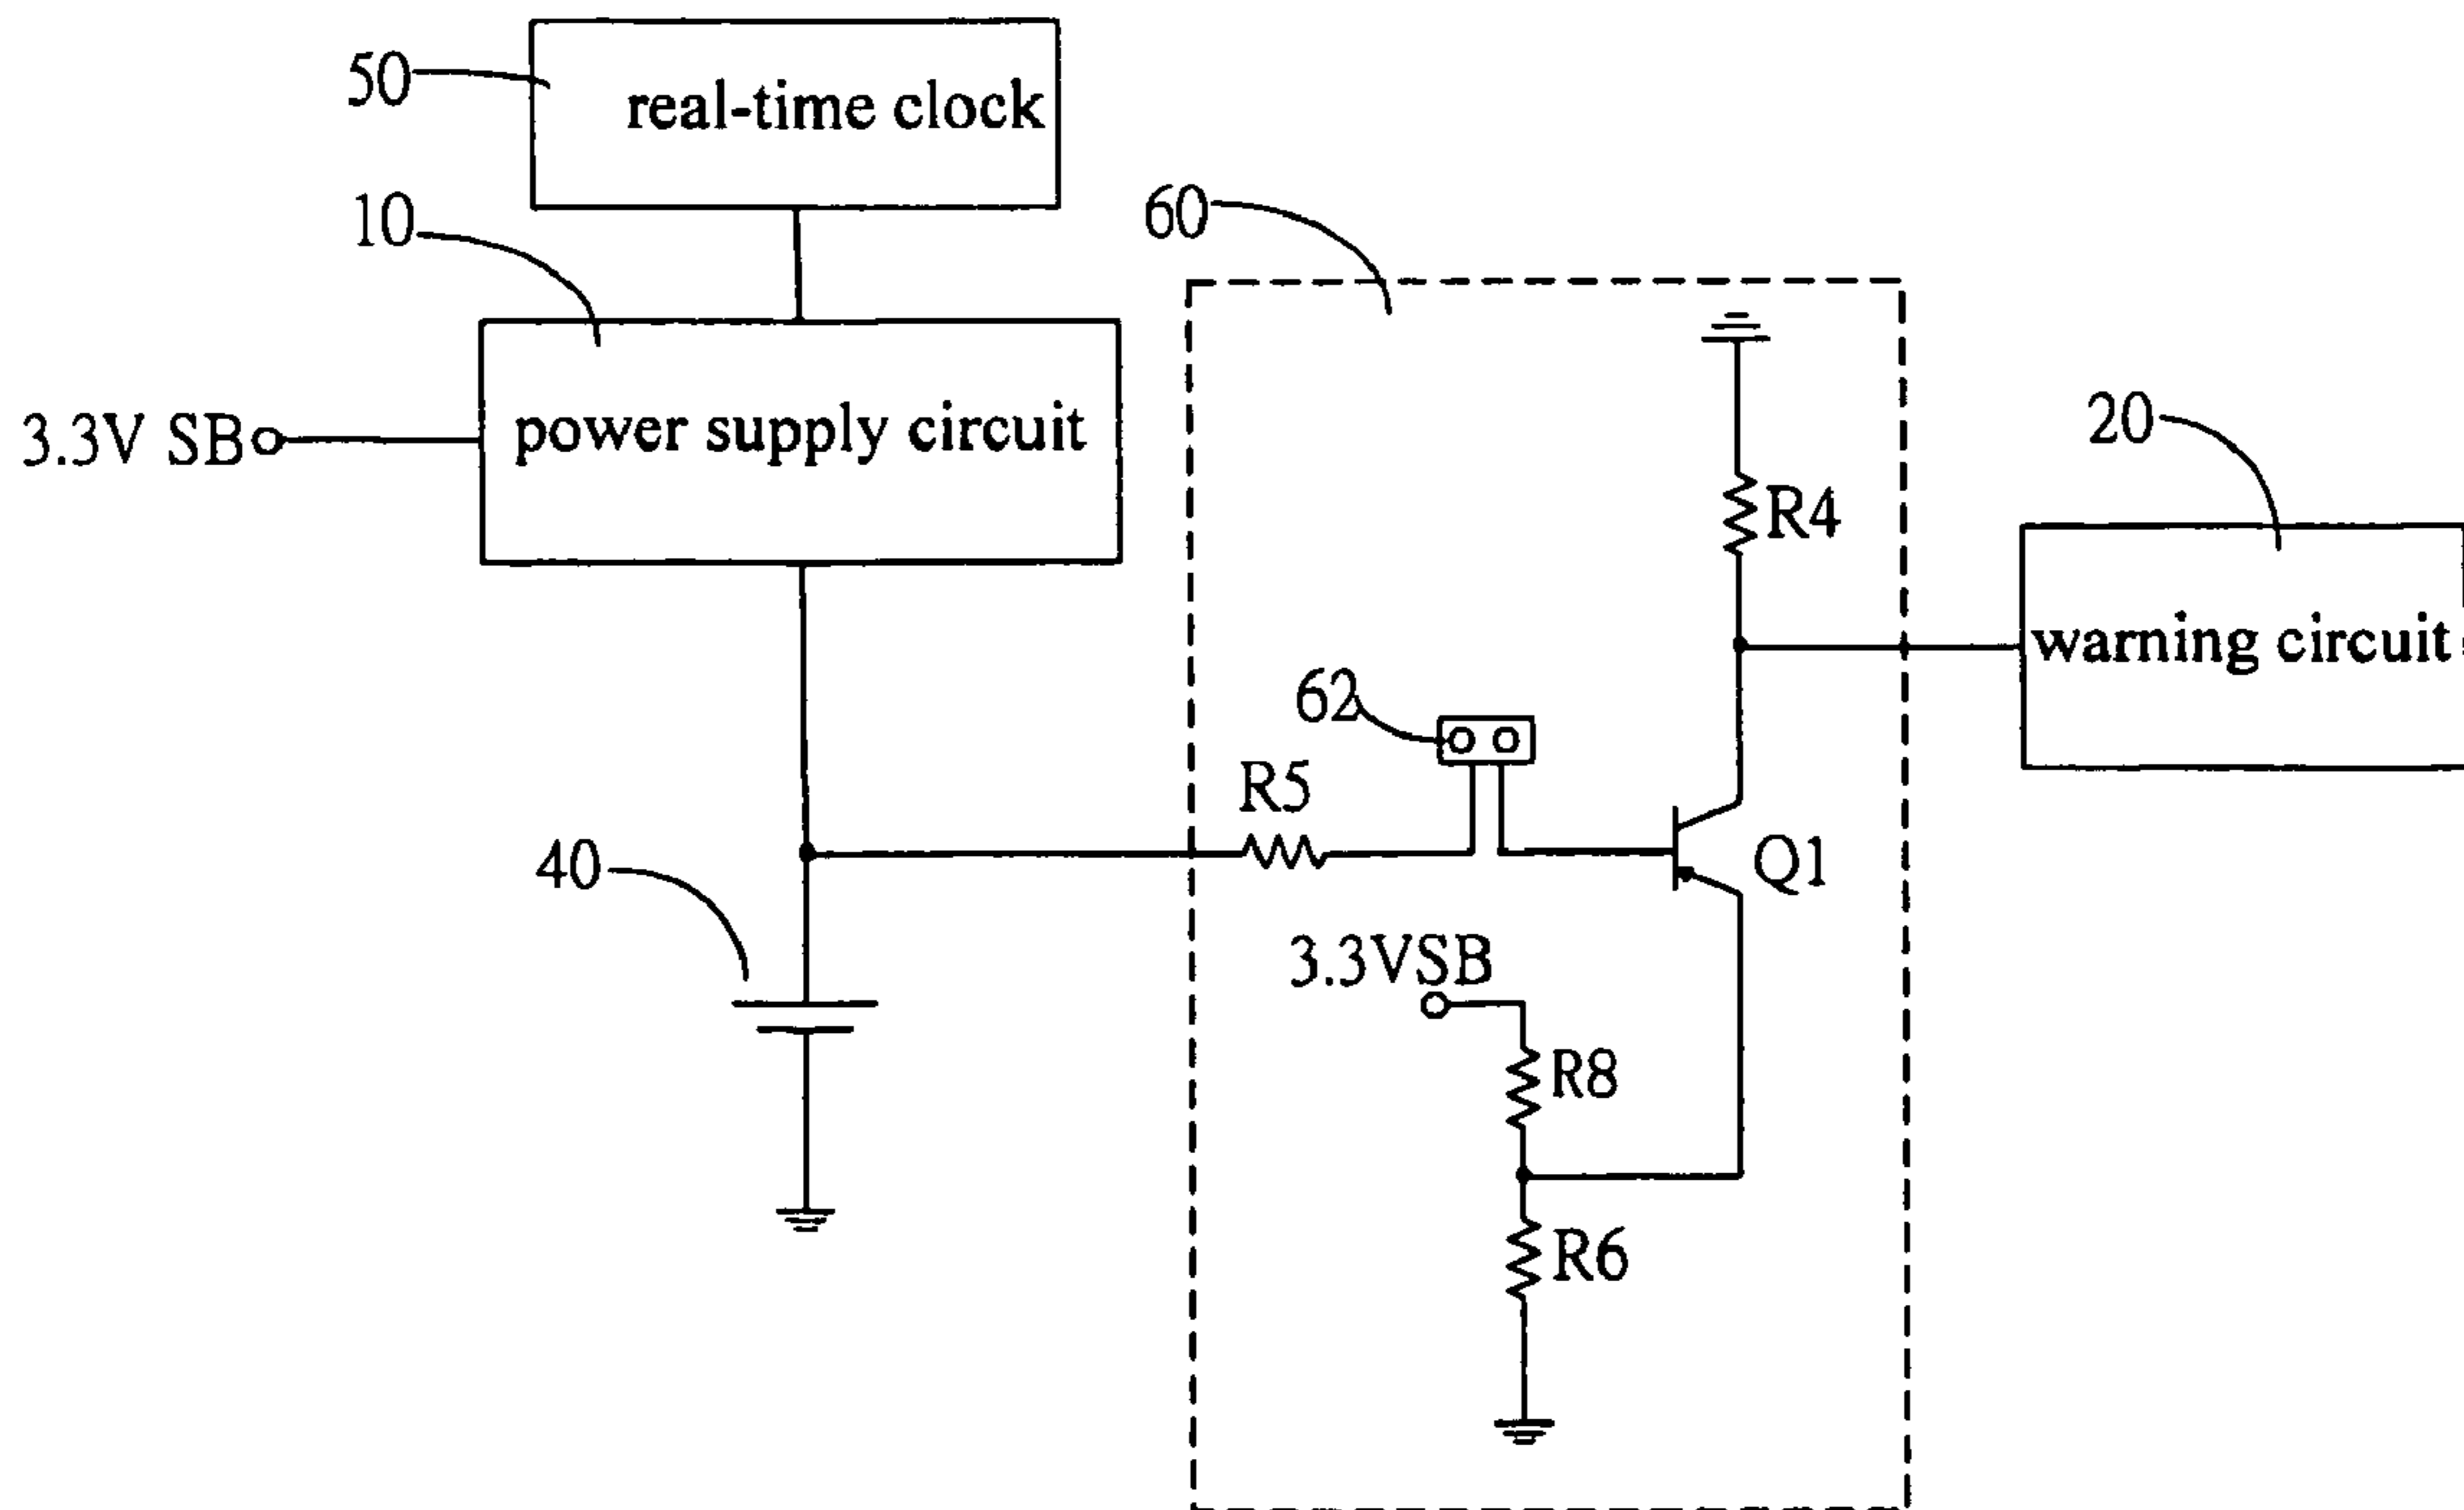 50
real-time clock
10
60
3.3V SB
power supply circuit
20
R4
warning circuit
62
R5
40
Q1
3.3VSB
R8
R6